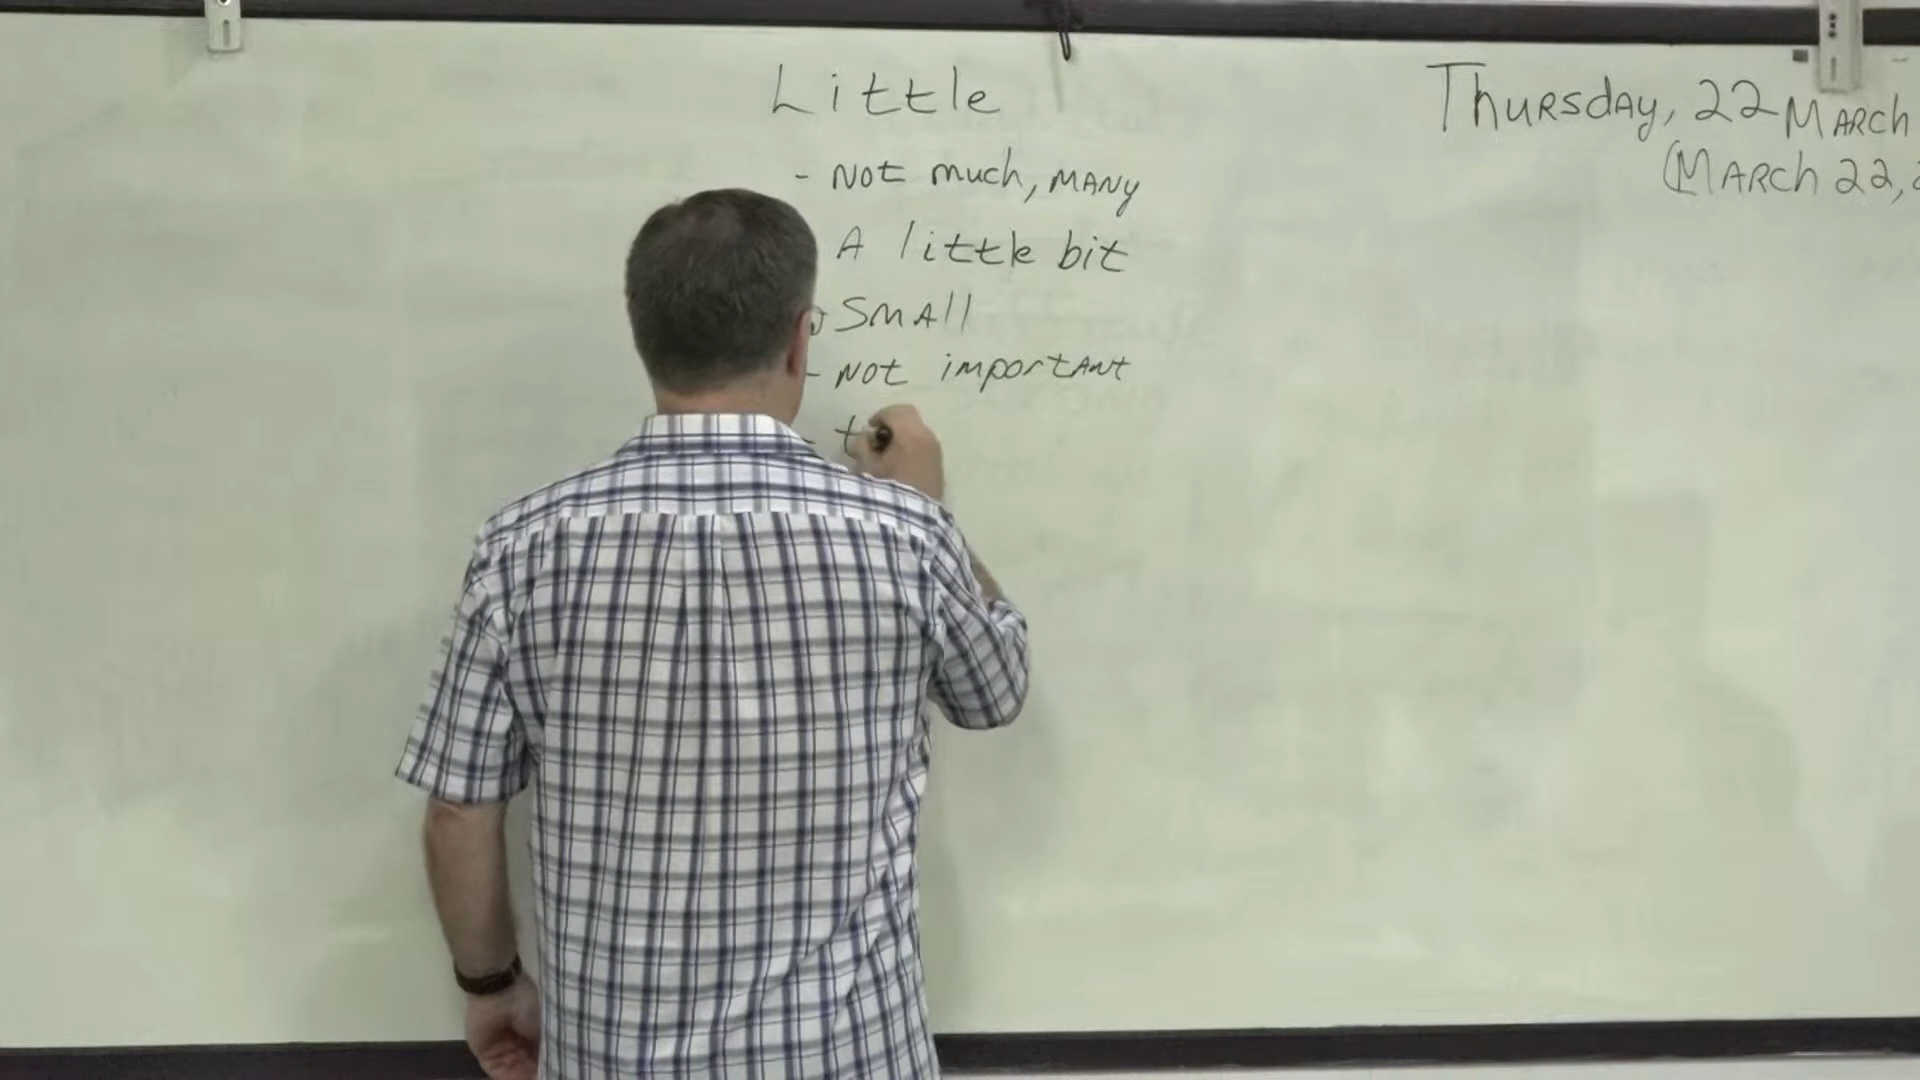 Little
- Not much, many
A little bit
Small
- Not important
- t
Thursday, 22 March
(March 22,